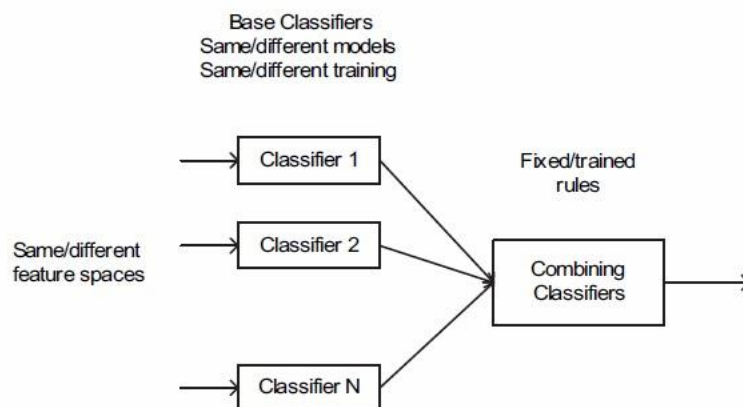 Base Classifiers
Same/different models
Same/different training
Classifier 1
Fixed/trained
rules
Classifier 2
Same/different
feature spaces
Combining
Classifiers
Classifier N